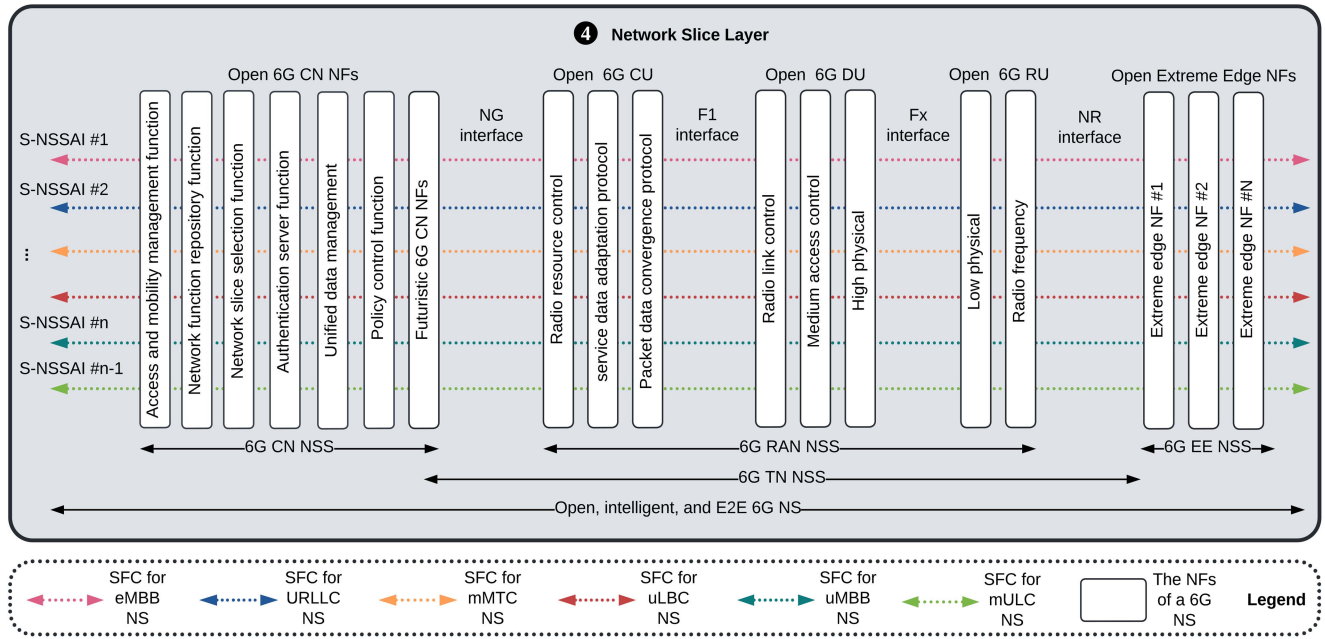 4 Network Slice Layer
Open 6G CN NFs
Open 6G CU
Open 6G DU
Open 6G RU
Open Extreme Edge NFs
S-NSSAI #1
S-NSSAI #2
...
S-NSSAI #n
S-NSSAI #n-1
Access and mobility management function
Network function repository function
Network slice selection function
Authentication server function
Unified data management
Policy control function
Futuristic 6G CN NFs
NG
interface
Radio resource control
service data adaptation protocol
Packet data convergence protocol
F1
interface
Radio link control
Medium access control
High physical
Fx
interface
Low physical
Radio frequency
NR
interface
Extreme edge NF #1
Extreme edge NF #2
Extreme edge NF #N
6G CN NSS
6G RAN NSS
6G EE NSS
6G TN NSS
Open, intelligent, and E2E 6G NS
SFC for
eMBB
NS
SFC for
URLLC
NS
SFC for
mMTC
NS
SFC for
uLBC
NS
SFC for
uMBB
NS
SFC for
mULC
NS
The NFs
of a 6G
NS
Legend